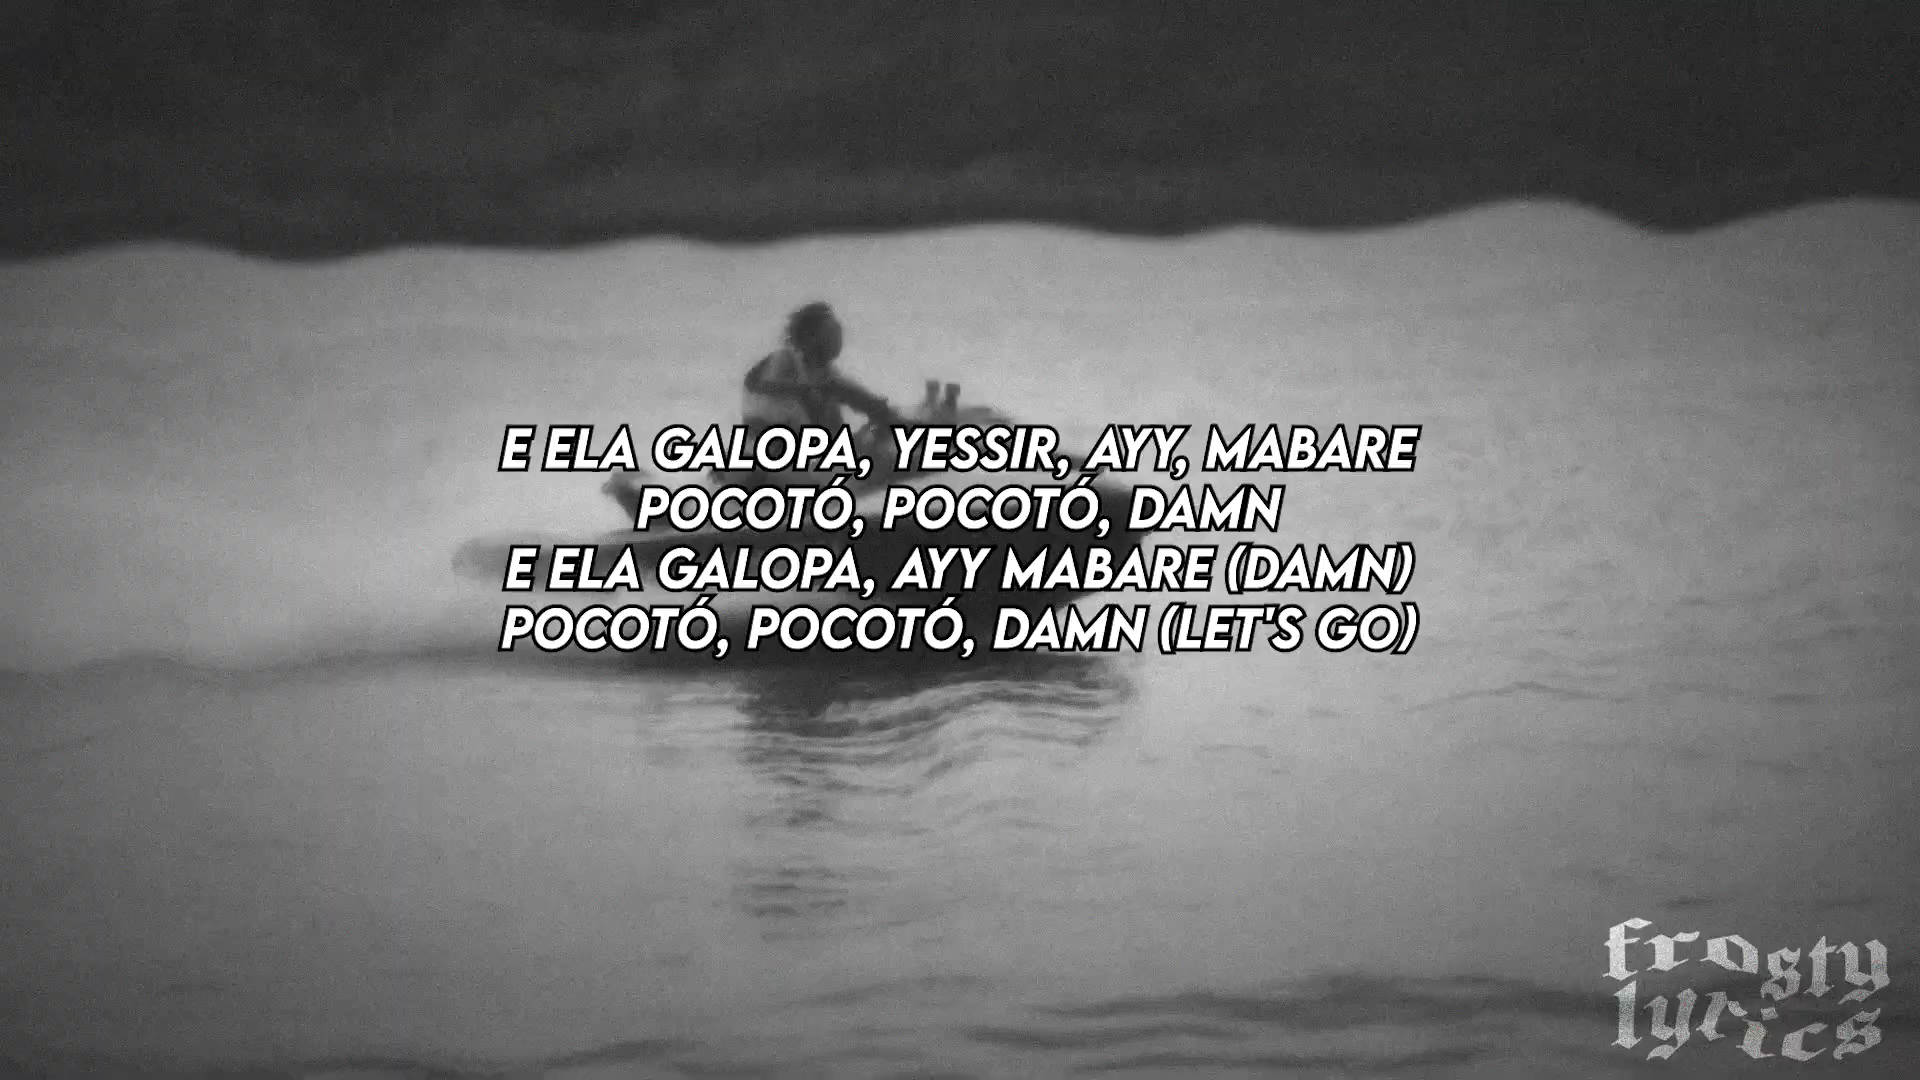 E ELA GALOPA, YESSIR, AYY, MABARE
POCOTÓ, POCOTÓ, DAMN
E ELA GALOPA, AYY MABARE (DAMN)
POCOTÓ, POCOTÓ, DAMN (LET'S GO)
frosty
lyrics